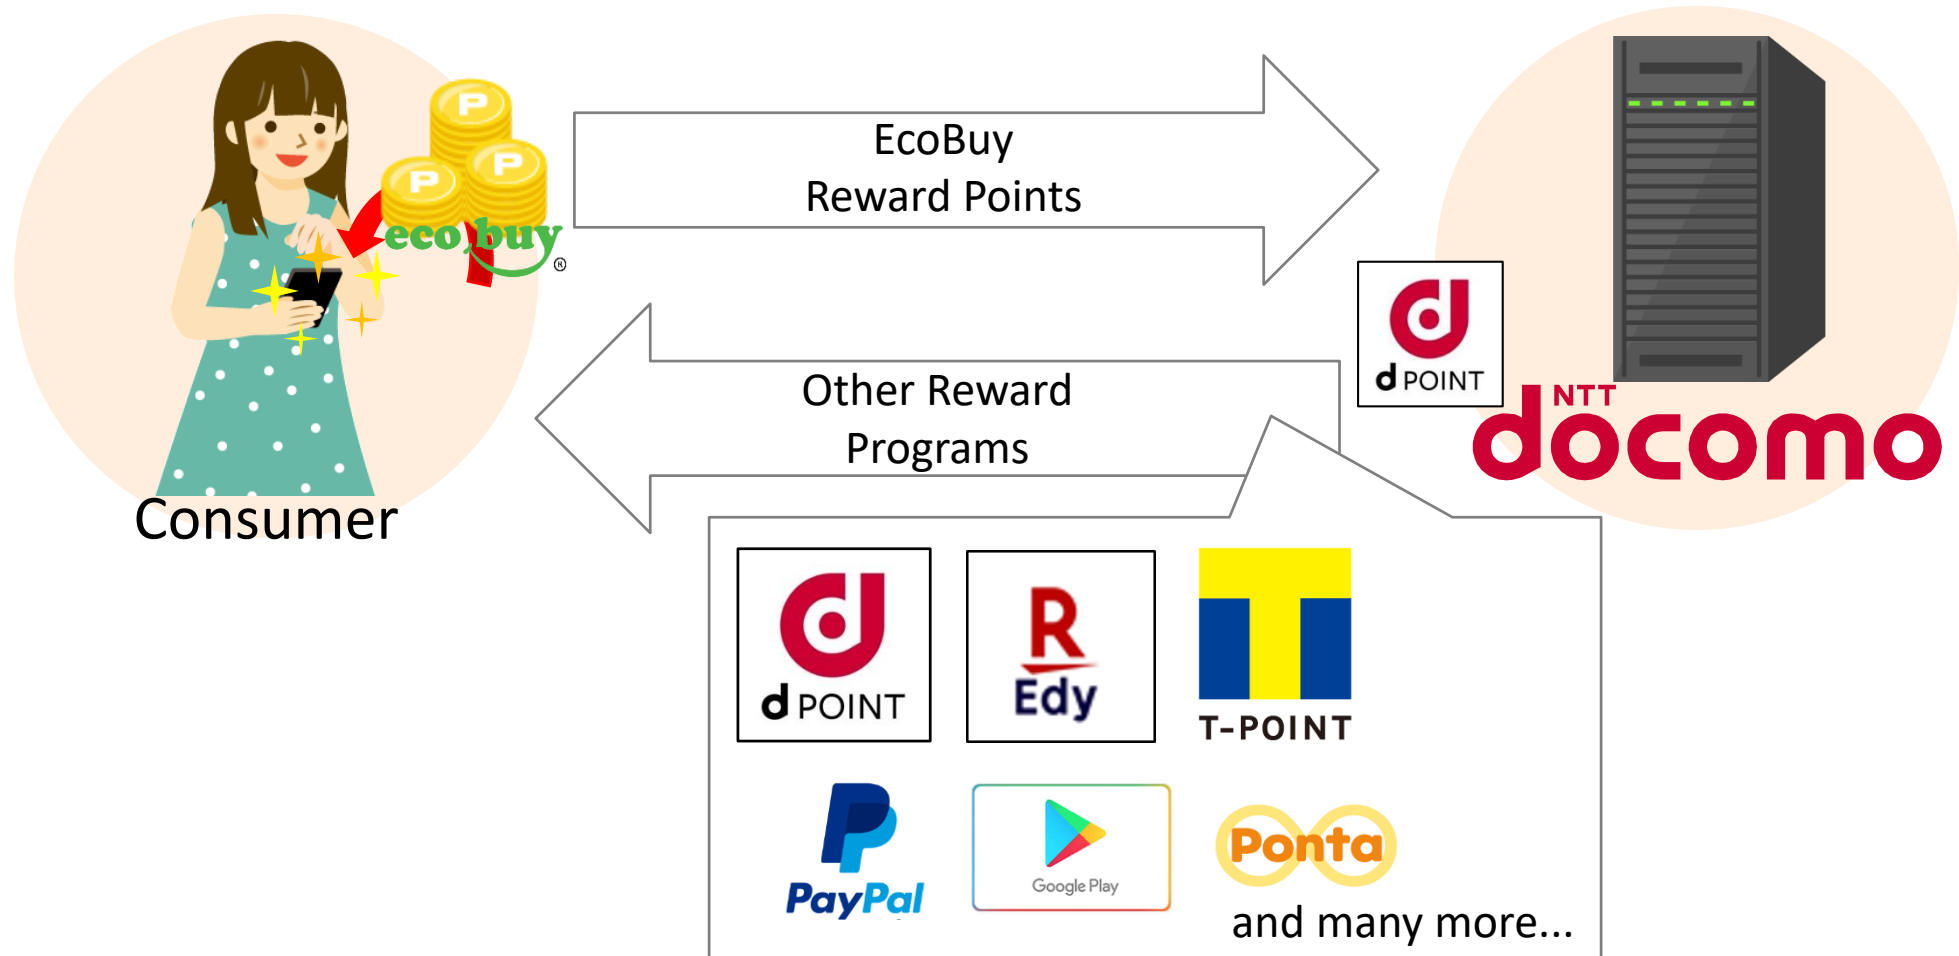 P
P
P
eco buy
®
Consumer
EcoBuy
Reward Points
Other Reward
Programs
d POINT
NTT
docomo
d POINT
R
Edy
T-POINT
PayPal
Google Play
Ponta
and many more...